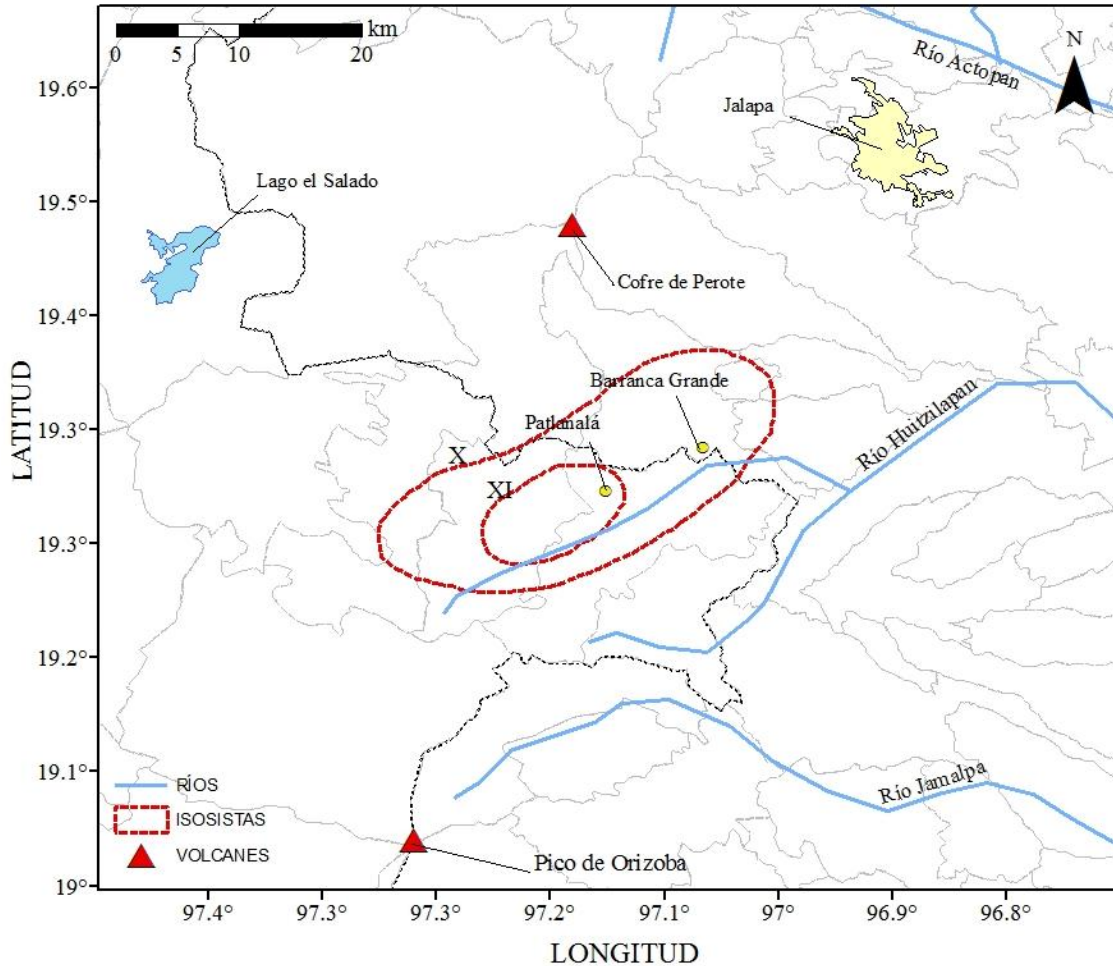 km
0 5 10 20
N
Río Actopan
Jalapa
Lago el Salado
Cofre de Perote
Barranca Grande
Patlanalá
X
XI
Río Huitzilapan
Río Jamalpa
RÍOS
ISOSISTAS
VOLCANES
Pico de Orizoba
LATITUD
19.6°
19.5°
19.4°
19.3°
19.3°
19.2°
19.1°
19°
97.4° 97.3° 97.3° 97.2° 97.1° 97° 96.9° 96.8°
LONGITUD